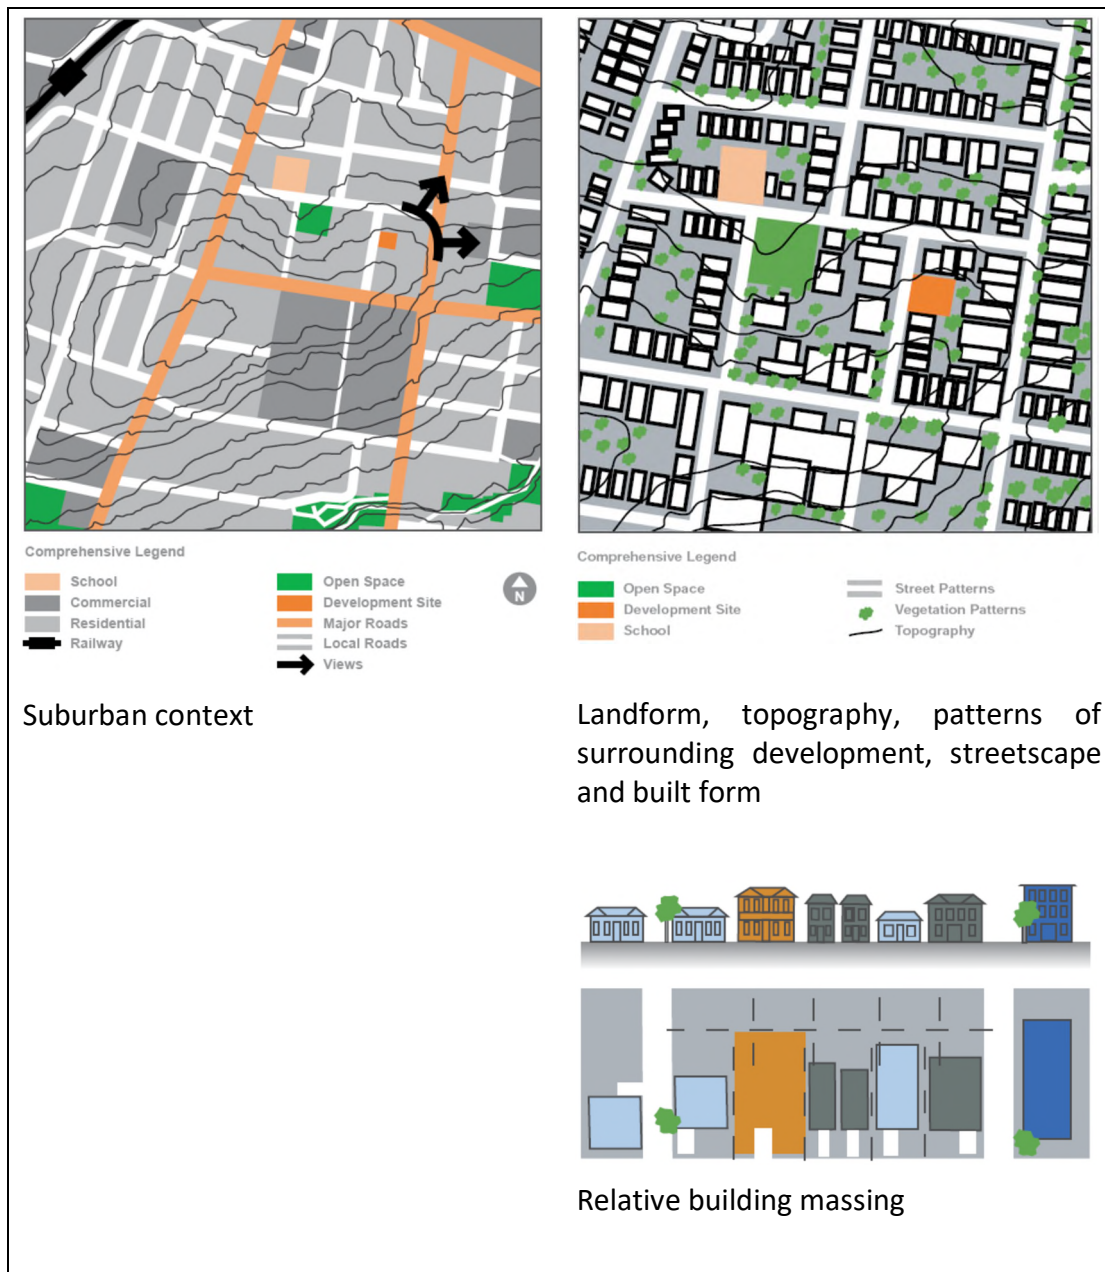 Comprehensive Legend
School
Commercial
Residential
Railway
Open Space
Development Site
Major Roads
Local Roads
Views
N
Suburban context
Comprehensive Legend
Open Space
Development Site
School
Street Patterns
Vegetation Patterns
Topography
Landform, topography, patterns of
surrounding development, streetscape
and built form
Relative building massing